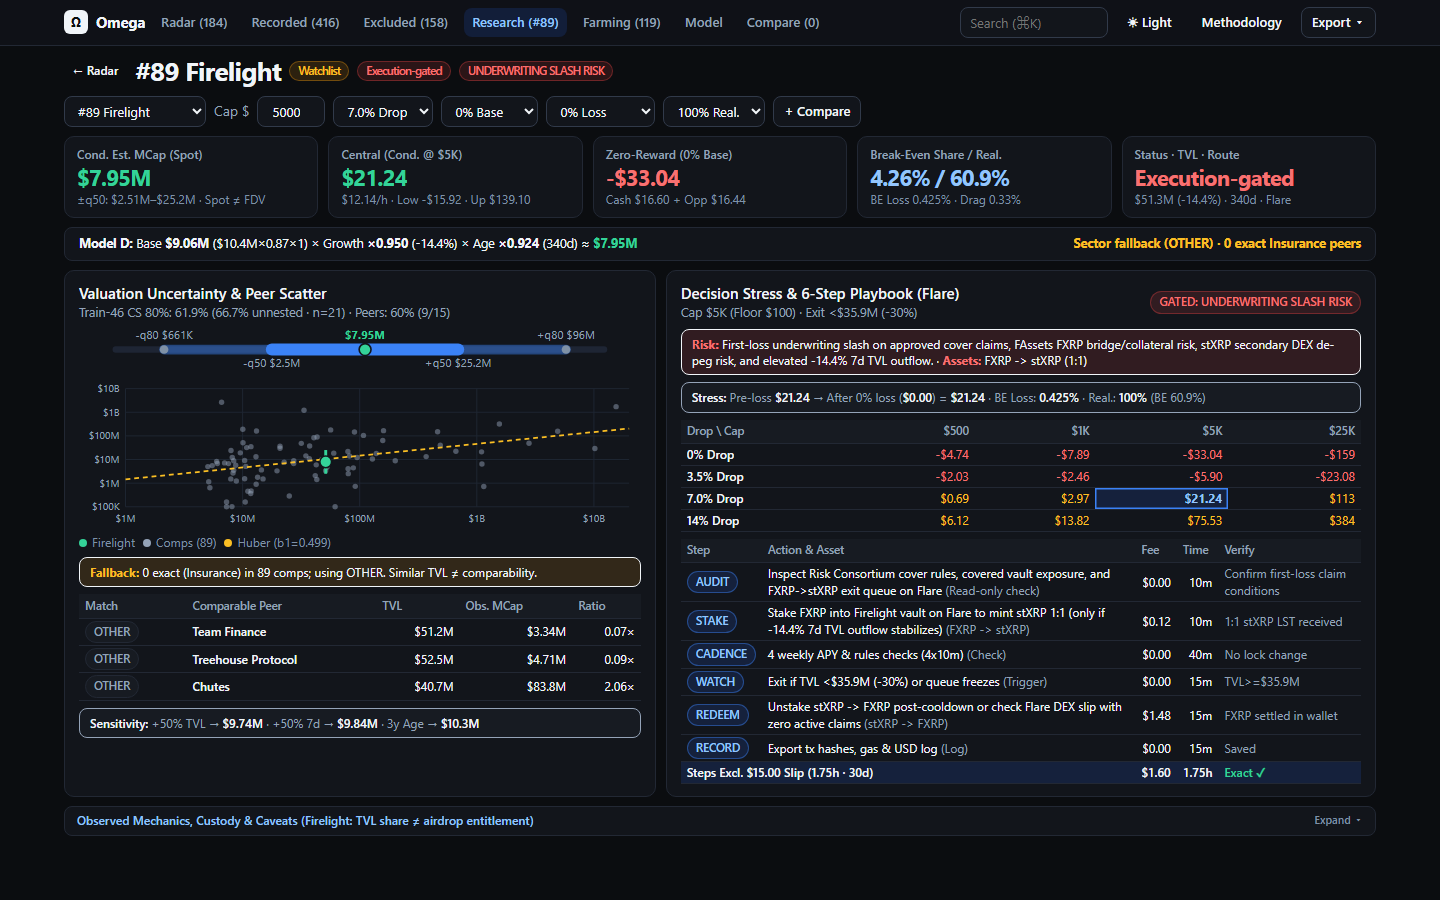 Ω Omega Radar (184) Recorded (416) Excluded (158) Research (#89) Farming (119) Model Compare (0) Search (⌘K) ☀ Light Methodology Export
← Radar #89 Firelight Watchlist Execution-gated UNDERWRITING SLASH RISK
#89 Firelight Cap $ 5000 7.0% Drop 0% Base 0% Loss 100% Real. + Compare
Cond. Est. MCap (Spot)
$7.95M
±q50: $2.51M–$25.2M · Spot ≠ FDV
Central (Cond. @ $5K)
$21.24
$12.14/h · Low -$15.92 · Up $139.10
Zero-Reward (0% Base)
-$33.04
Cash $16.60 + Opp $16.44
Break-Even Share / Real.
4.26% / 60.9%
BE Loss 0.425% · Drag 0.33%
Status · TVL · Route
Execution-gated
$51.3M (-14.4%) · 340d · Flare
Model D: Base $9.06M ($10.4M×0.87×1) × Growth ×0.950 (-14.4%) × Age ×0.924 (340d) ≈ $7.95M
Sector fallback (OTHER) · 0 exact Insurance peers
Valuation Uncertainty & Peer Scatter
Train-46 CS 80%: 61.9% (66.7% unnested · n=21) · Peers: 60% (9/15)
-q80 $661K $7.95M +q80 $96M
-q50 $2.5M +q50 $25.2M
$10B
$1B
$100M
$10M
$1M
$100K
$1M $10M $100M $1B $10B
Firelight Comps (89) Huber (b1=0.499)
Fallback: 0 exact (Insurance) in 89 comps; using OTHER. Similar TVL ≠ comparability.
Match Comparable Peer TVL Obs. MCap Ratio
OTHER Team Finance $51.2M $3.34M 0.07×
OTHER Treehouse Protocol $52.5M $4.71M 0.09×
OTHER Chutes $40.7M $83.8M 2.06×
Sensitivity: +50% TVL → $9.74M · +50% 7d → $9.84M · 3y Age → $10.3M
Decision Stress & 6-Step Playbook (Flare)
Cap $5K (Floor $100) · Exit <$35.9M (-30%)
GATED: UNDERWRITING SLASH RISK
Risk: First-loss underwriting slash on approved cover claims, FAssets FXRP bridge/collateral risk, stXRP secondary DEX de-
peg risk, and elevated -14.4% 7d TVL outflow. · Assets: FXRP -> stXRP (1:1)
Stress: Pre-loss $21.24 → After 0% loss ($0.00) = $21.24 · BE Loss: 0.425% · Real.: 100% (BE 60.9%)
Drop \ Cap $500 $1K $5K $25K
0% Drop -$4.74 -$7.89 -$33.04 -$159
3.5% Drop -$2.03 -$2.46 -$5.90 -$23.08
7.0% Drop $0.69 $2.97 $21.24 $113
14% Drop $6.12 $13.82 $75.53 $384
Step Action & Asset Fee Time Verify
AUDIT Inspect Risk Consortium cover rules, covered vault exposure, and
FXRP->stXRP exit queue on Flare (Read-only check) $0.00 10m Confirm first-loss claim
conditions
STAKE Stake FXRP into Firelight vault on Flare to mint stXRP 1:1 (only if
-14.4% 7d TVL outflow stabilizes) (FXRP -> stXRP) $0.12 10m 1:1 stXRP LST received
CADENCE 4 weekly APY & rules checks (4x10m) (Check) $0.00 40m No lock change
WATCH Exit if TVL <$35.9M (-30%) or queue freezes (Trigger) $0.00 15m TVL>=$35.9M
REDEEM Unstake stXRP -> FXRP post-cooldown or check Flare DEX slip with
zero active claims (stXRP -> FXRP) $1.48 15m FXRP settled in wallet
RECORD Export tx hashes, gas & USD log (Log) $0.00 15m Saved
Steps Excl. $15.00 Slip (1.75h · 30d) $1.60 1.75h Exact ✓
Observed Mechanics, Custody & Caveats (Firelight: TVL share ≠ airdrop entitlement) Expand